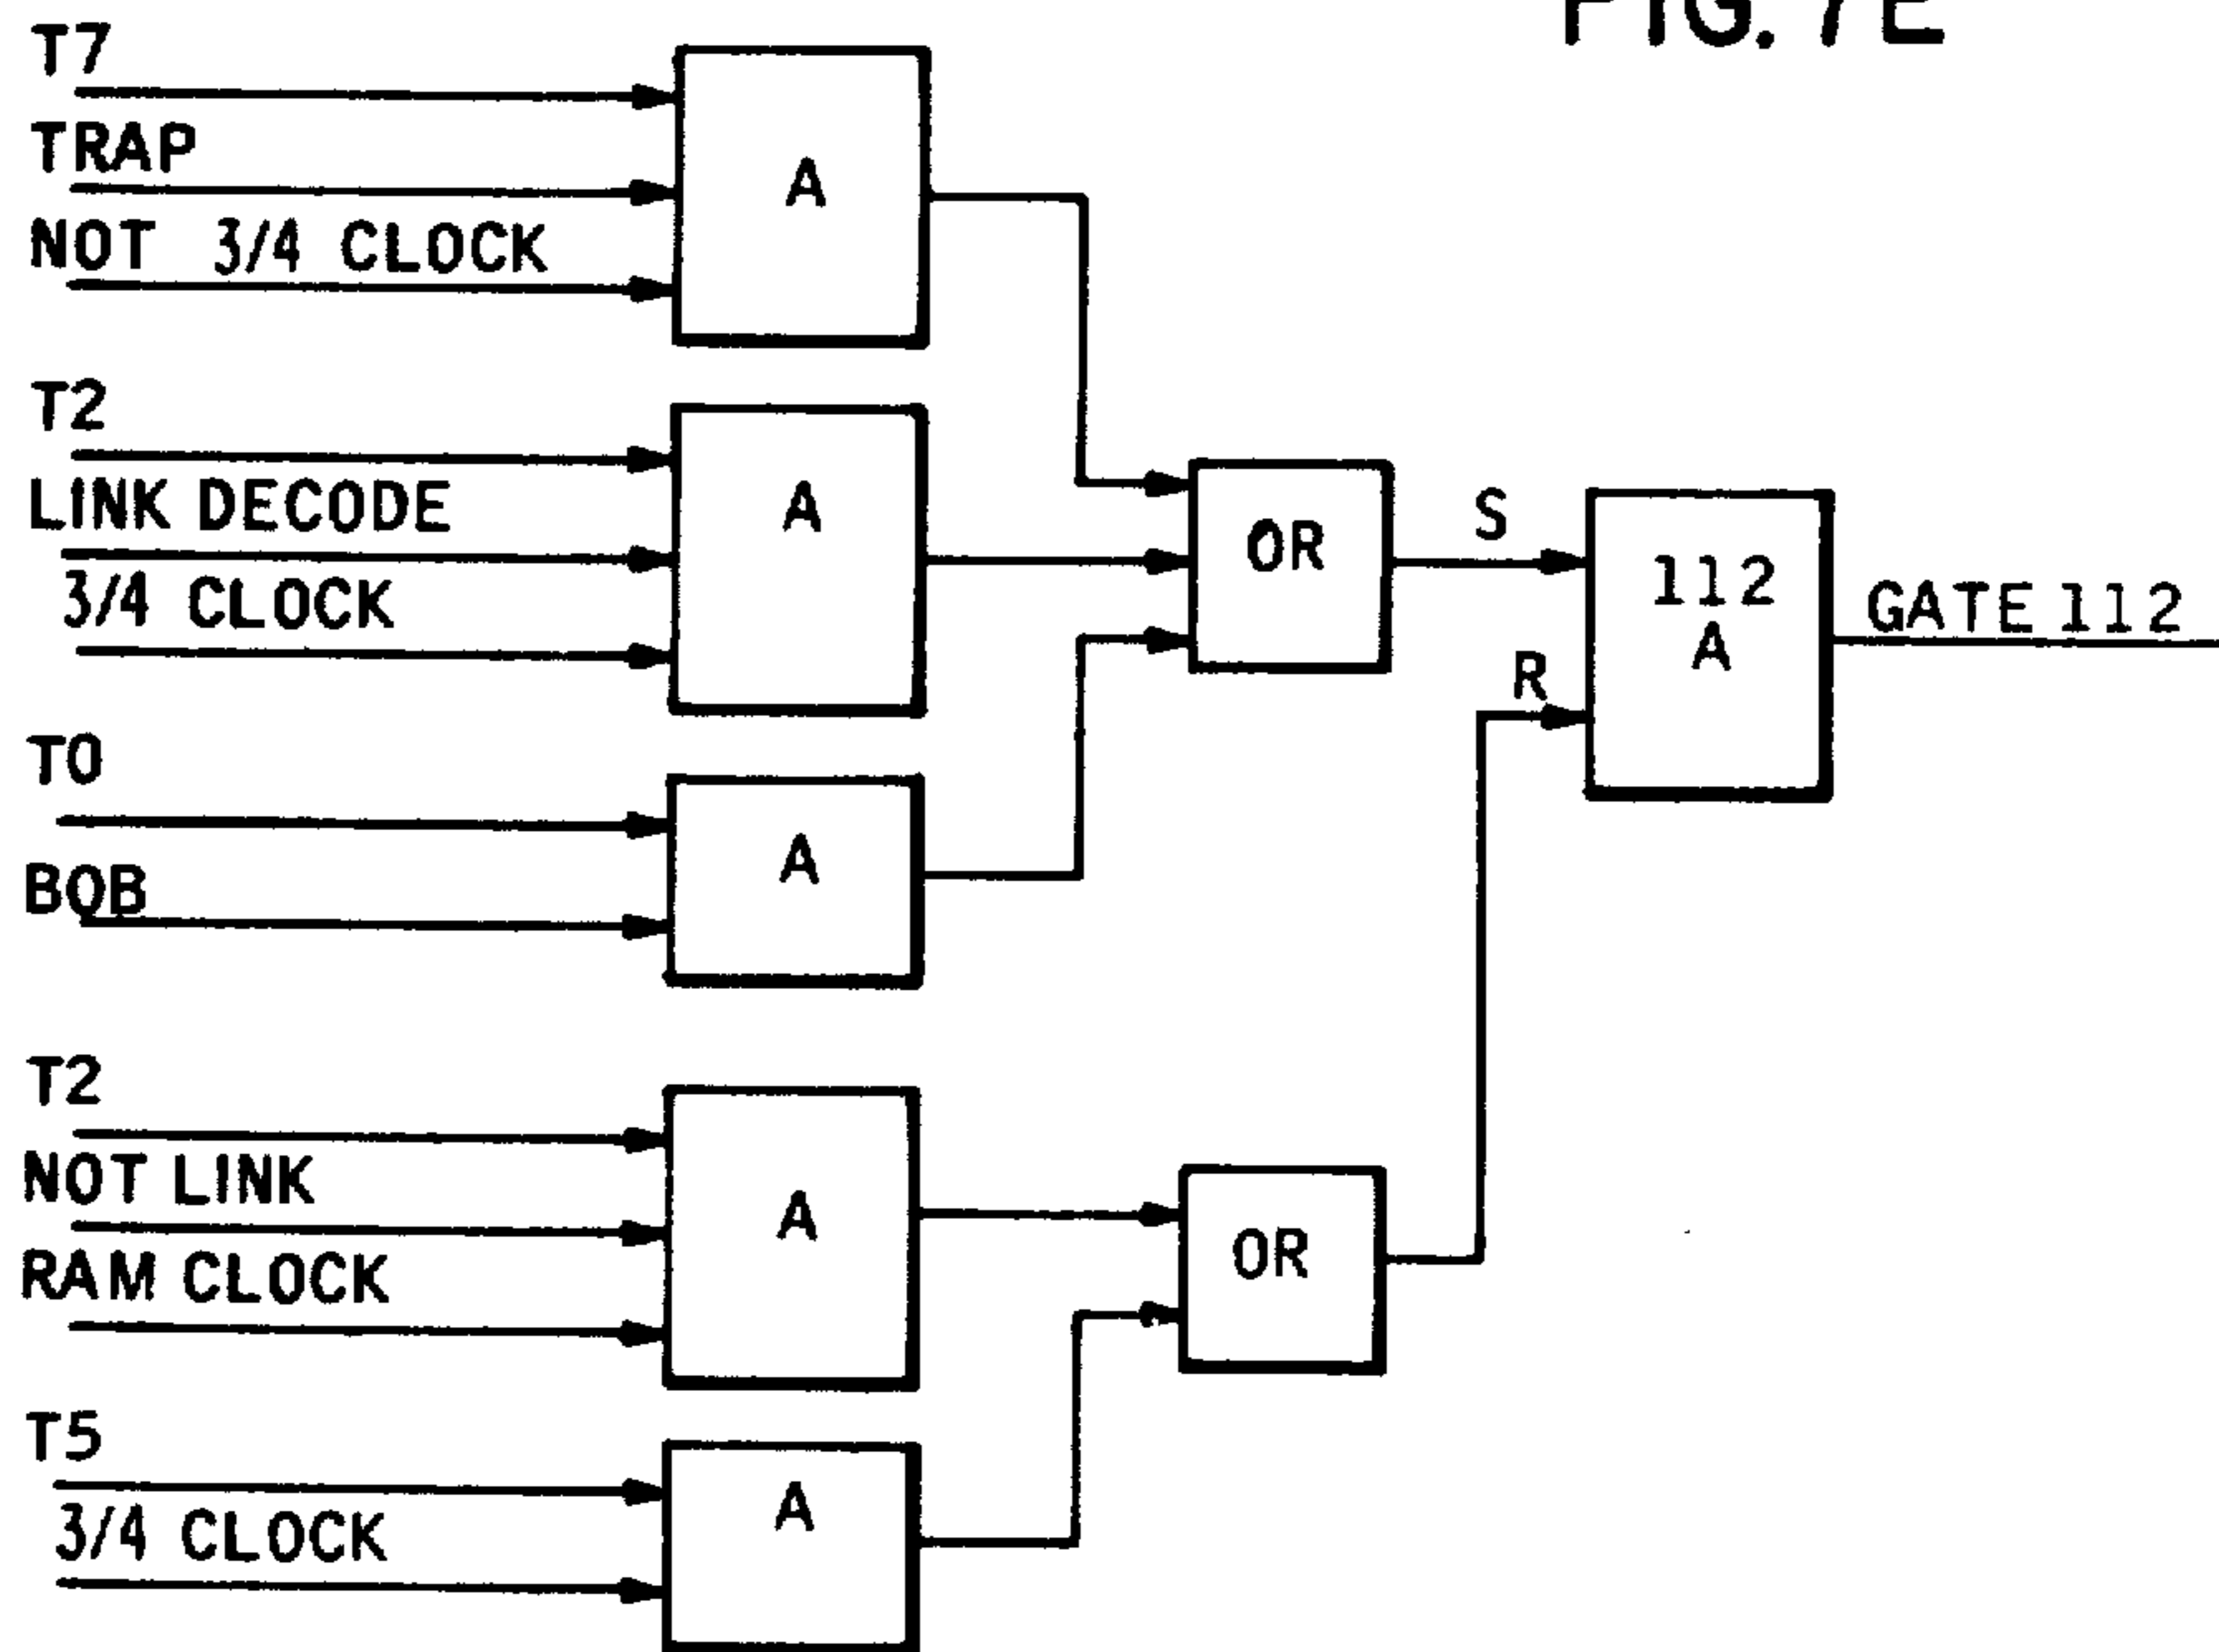 FIG. 7E
T7
TRAP
NOT 3/4 CLOCK
A
T2
LINK DECODE
3/4 CLOCK
A
T0
BOB
A
OR
S
R
112
A
GATE 112
T2
NOT LINK
RAM CLOCK
A
T5
3/4 CLOCK
A
OR